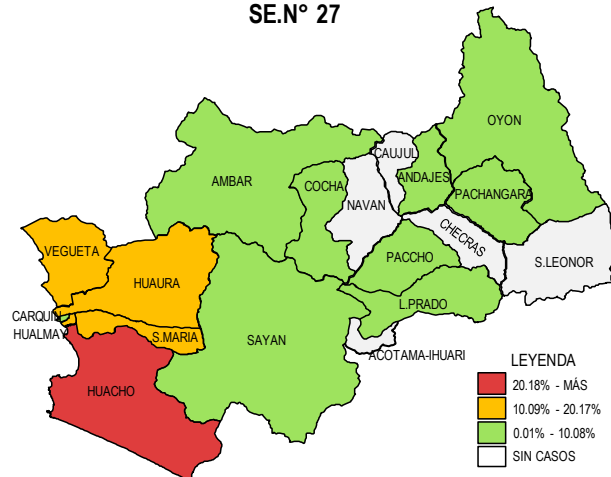 SE.N° 27
OYON
CAUJUL
AMBAR
COCHA
ANDAJES
PACHANGARA
NAVAN
CHECRAS
VEGUETA
PACCHO
S.LEONOR
HUAURA
L.PRADO
CARQUIN
HUALMAY
S.MARIA
SAYAN
ACOTAMA-IHUARI
HUACHO
LEYENDA
20.18% - MÁS
10.09% - 20.17%
0.01% - 10.08%
SIN CASOS